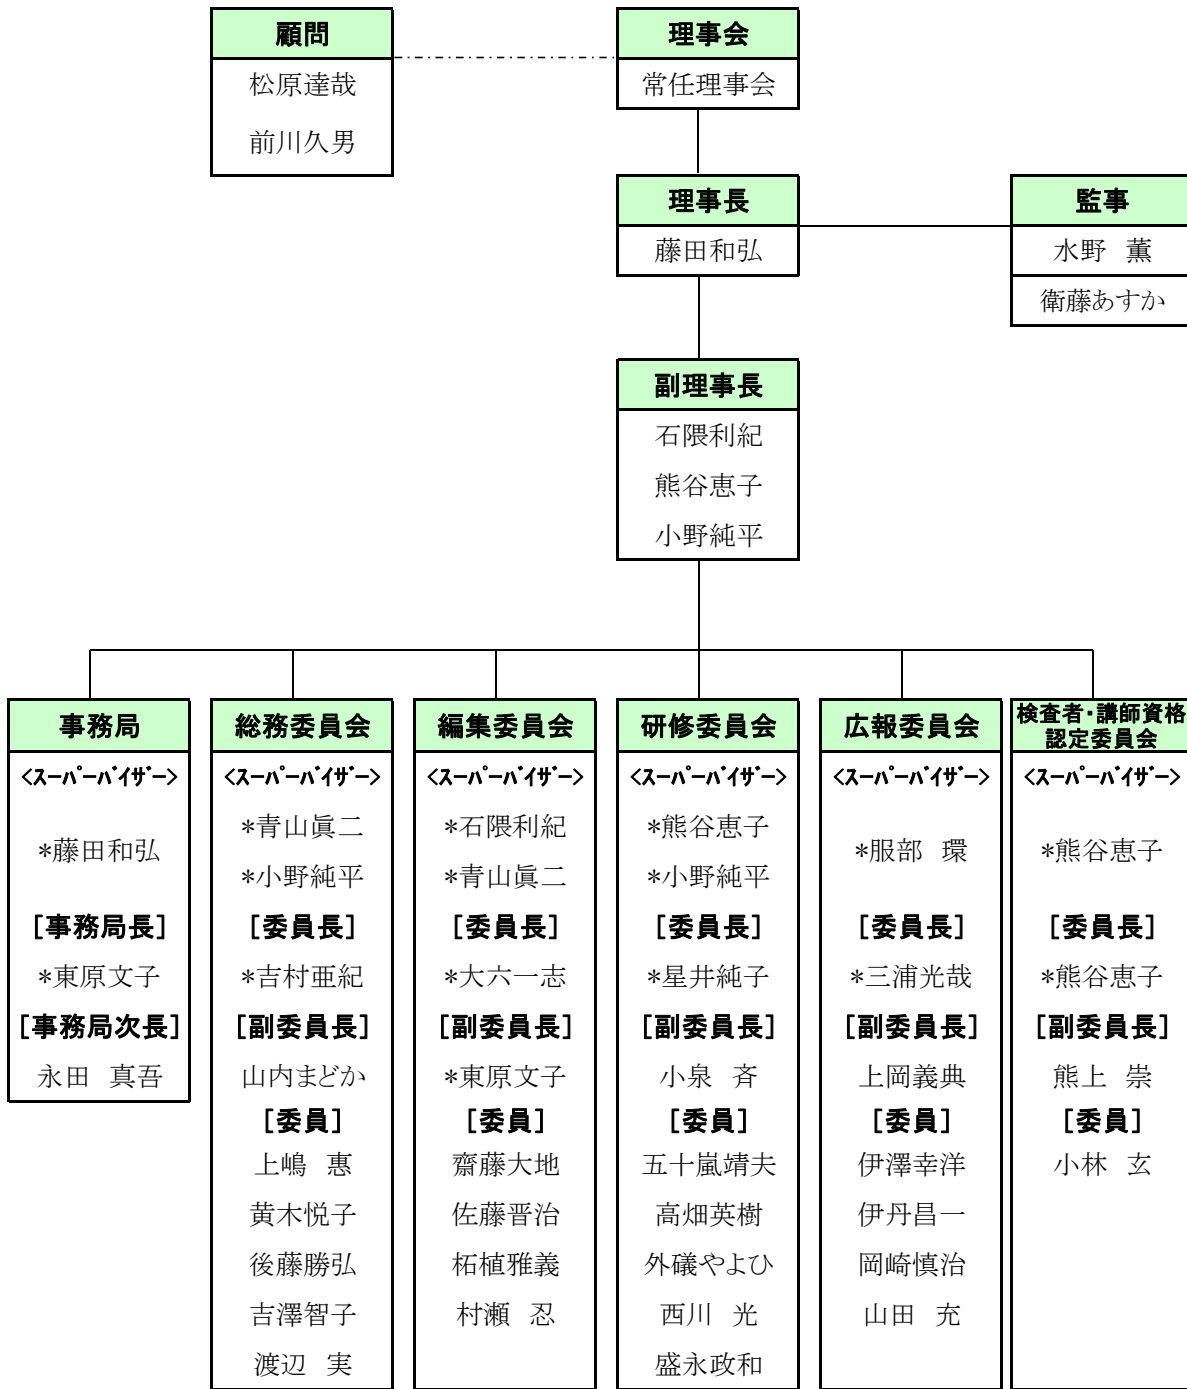 顧問
松原達哉
前川久男
理事会
常任理事会
理事長
藤田和弘
監事
水野　薫
衛藤あすか
副理事長
石隈利紀
熊谷恵子
小野純平
事務局
<スーパーバイザー>
*藤田和弘
[事務局長]
*東原文子
[事務局次長]
永田　真吾
総務委員会
<スーパーバイザー>
*青山眞二
*小野純平
[委員長]
*吉村亜紀
[副委員長]
山内まどか
[委員]
上嶋　惠
黄木悦子
後藤勝弘
吉澤智子
渡辺　実
編集委員会
<スーパーバイザー>
*石隈利紀
*青山眞二
[委員長]
*大六一志
[副委員長]
*東原文子
[委員]
齋藤大地
佐藤晋治
柘植雅義
村瀬　忍
研修委員会
<スーパーバイザー>
*熊谷恵子
*小野純平
[委員長]
*星井純子
[副委員長]
小泉　斉
[委員]
五十嵐靖夫
高畑英樹
外礒やよひ
西川　光
盛永政和
広報委員会
<スーパーバイザー>
*服部　環
[委員長]
*三浦光哉
[副委員長]
上岡義典
[委員]
伊澤幸洋
伊丹昌一
岡崎慎治
山田　充
検査者・講師資格
認定委員会
<スーパーバイザー>
*熊谷恵子
[委員長]
*熊谷恵子
[副委員長]
熊上　崇
[委員]
小林　玄